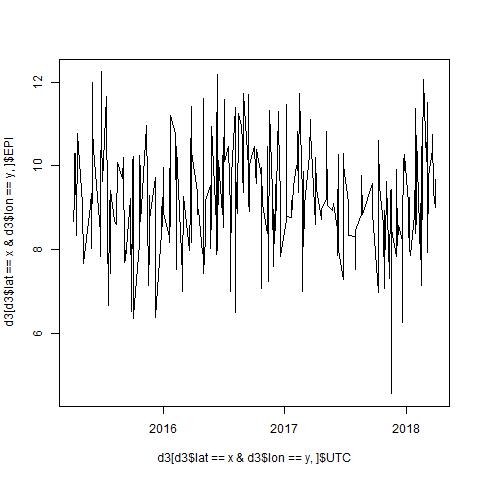 12
10
8
6
d3[d3$lat == x & d3$lon == y, ]$EPI
2016 2017 2018
d3[d3$lat == x & d3$lon == y, ]$UTC